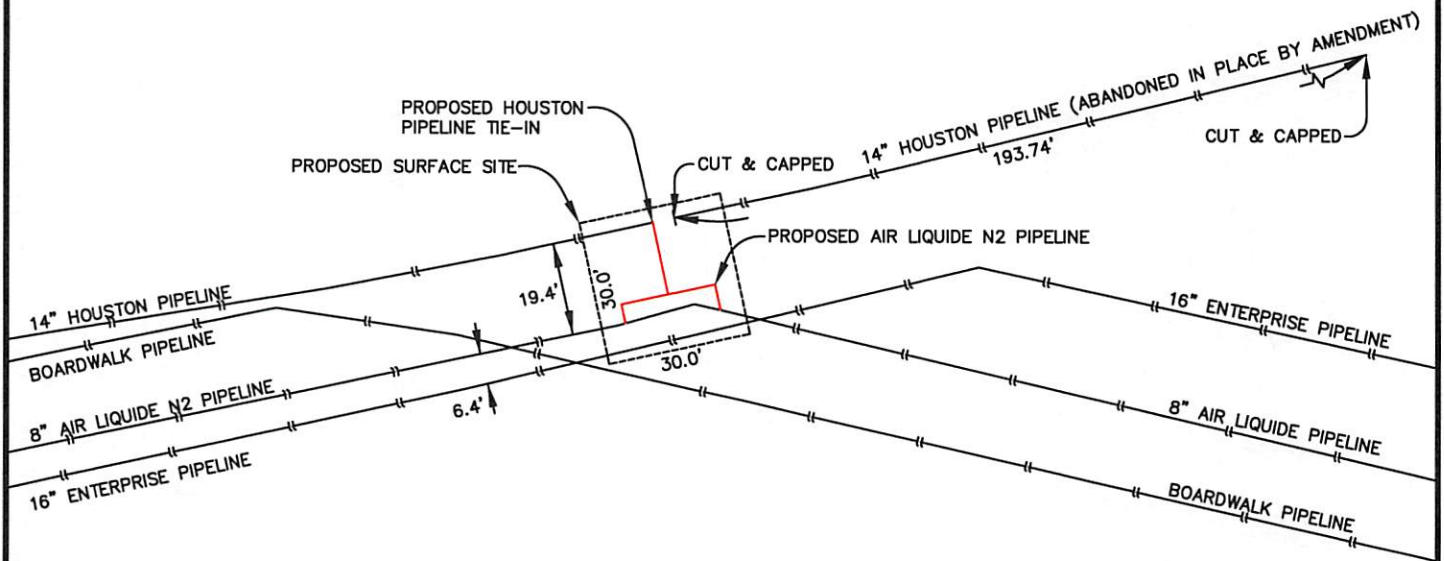 14" HOUSTON PIPELINE (ABANDONED IN PLACE BY AMENDMENT)
193.74'
CUT & CAPPED
PROPOSED HOUSTON
PIPELINE TIE-IN
PROPOSED SURFACE SITE
CUT & CAPPED
PROPOSED AIR LIQUIDE N2 PIPELINE
19.4'
30.0'
30.0'
14" HOUSTON PIPELINE
BOARDWALK PIPELINE
8" AIR LIQUIDE N2 PIPELINE
6.4'
16" ENTERPRISE PIPELINE
16" ENTERPRISE PIPELINE
8" AIR LIQUIDE PIPELINE
BOARDWALK PIPELINE